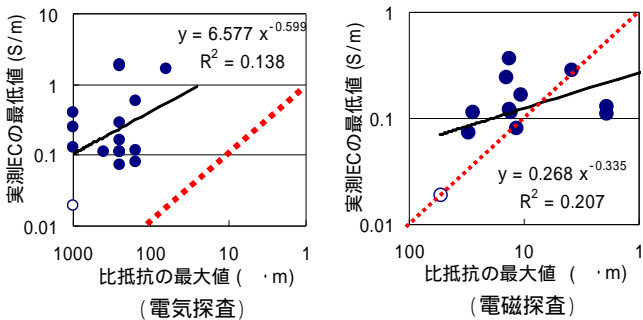 実測ECの最低値 (S/m)
10
1
0.1
0.01
y = 6.577 x^-0.599
R² = 0.138
1000 100 10 1
比抵抗の最大値 ( ・m)
(電気探査)
実測ECの最低値 (S/m)
1
0.1
0.01
y = 0.268 x^-0.335
R² = 0.207
100 10 1
比抵抗の最大値 ( ・m)
(電磁探査)